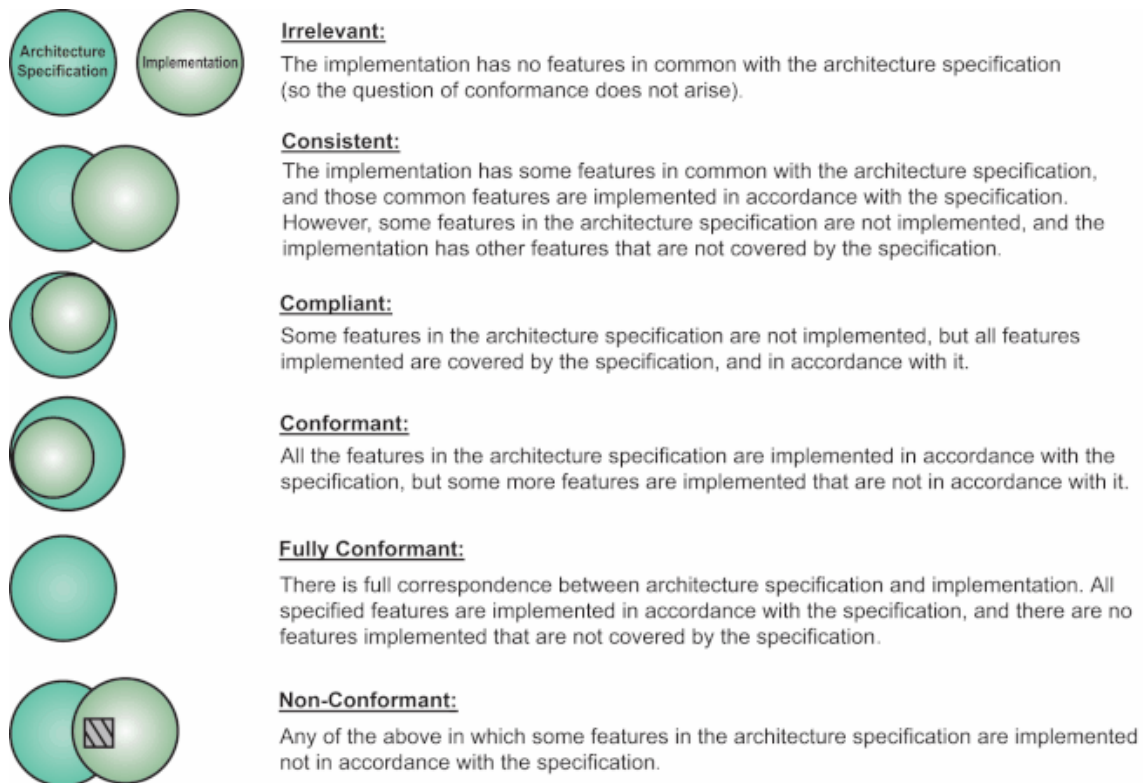 Architecture
Specification
Implementation
Irrelevant:
The implementation has no features in common with the architecture specification
(so the question of conformance does not arise).
Consistent:
The implementation has some features in common with the architecture specification,
and those common features are implemented in accordance with the specification.
However, some features in the architecture specification are not implemented, and the
implementation has other features that are not covered by the specification.
Compliant:
Some features in the architecture specification are not implemented, but all features
implemented are covered by the specification, and in accordance with it.
Conformant:
All the features in the architecture specification are implemented in accordance with the
specification, but some more features are implemented that are not in accordance with it.
Fully Conformant:
There is full correspondence between architecture specification and implementation. All
specified features are implemented in accordance with the specification, and there are no
features implemented that are not covered by the specification.
Non-Conformant:
Any of the above in which some features in the architecture specification are implemented
not in accordance with the specification.